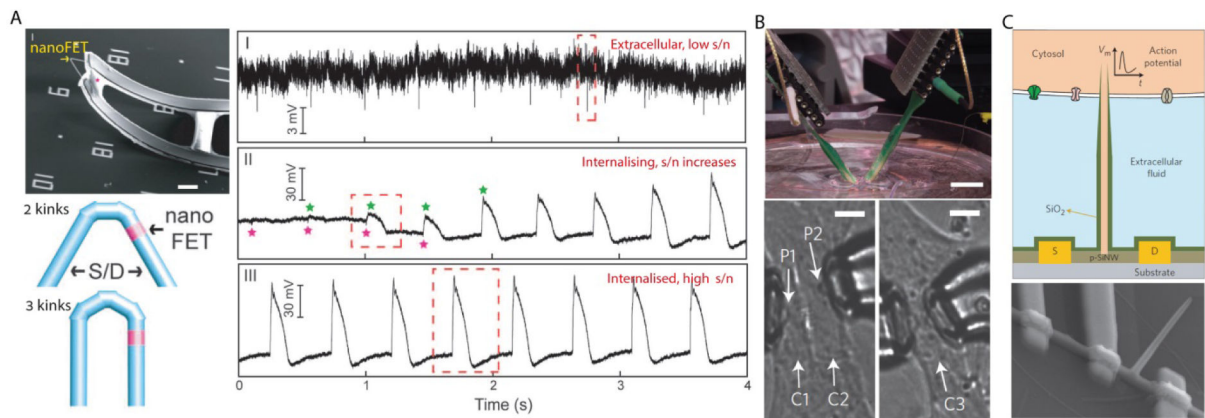 A
I
nanoFET
2 kinks
nano
FET
S/D
3 kinks
I
Extracellular, low s/n
3 mV
II
Internalising, s/n increases
30 mV
III
Internalised, high s/n
30 mV
0 1 2 3 4
Time (s)
B
P1
P2
C1
C2
C3
C
Cytosol
Vm
Action
potential
t
Extracellular
fluid
SiO2
S
D
p-SiNW
Substrate